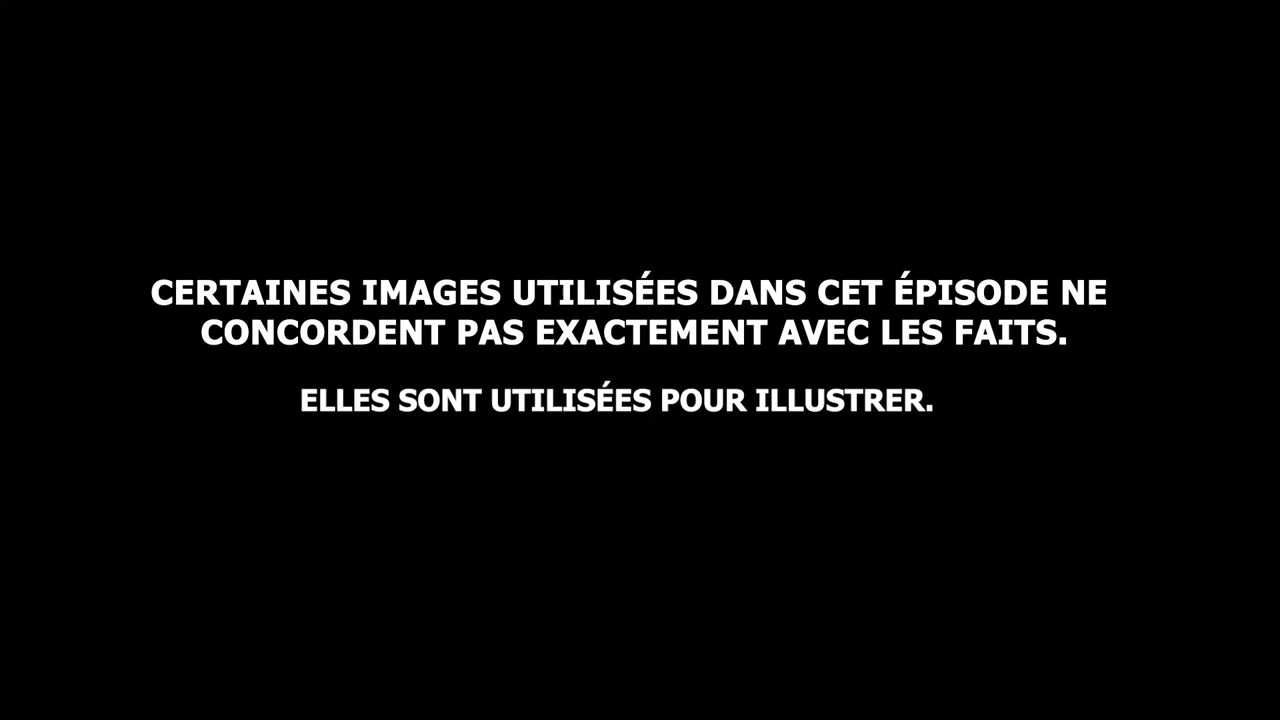 CERTAINES IMAGES UTILISÉES DANS CET ÉPISODE NE
CONCORDENT PAS EXACTEMENT AVEC LES FAITS.
ELLES SONT UTILISÉES POUR ILLUSTRER.